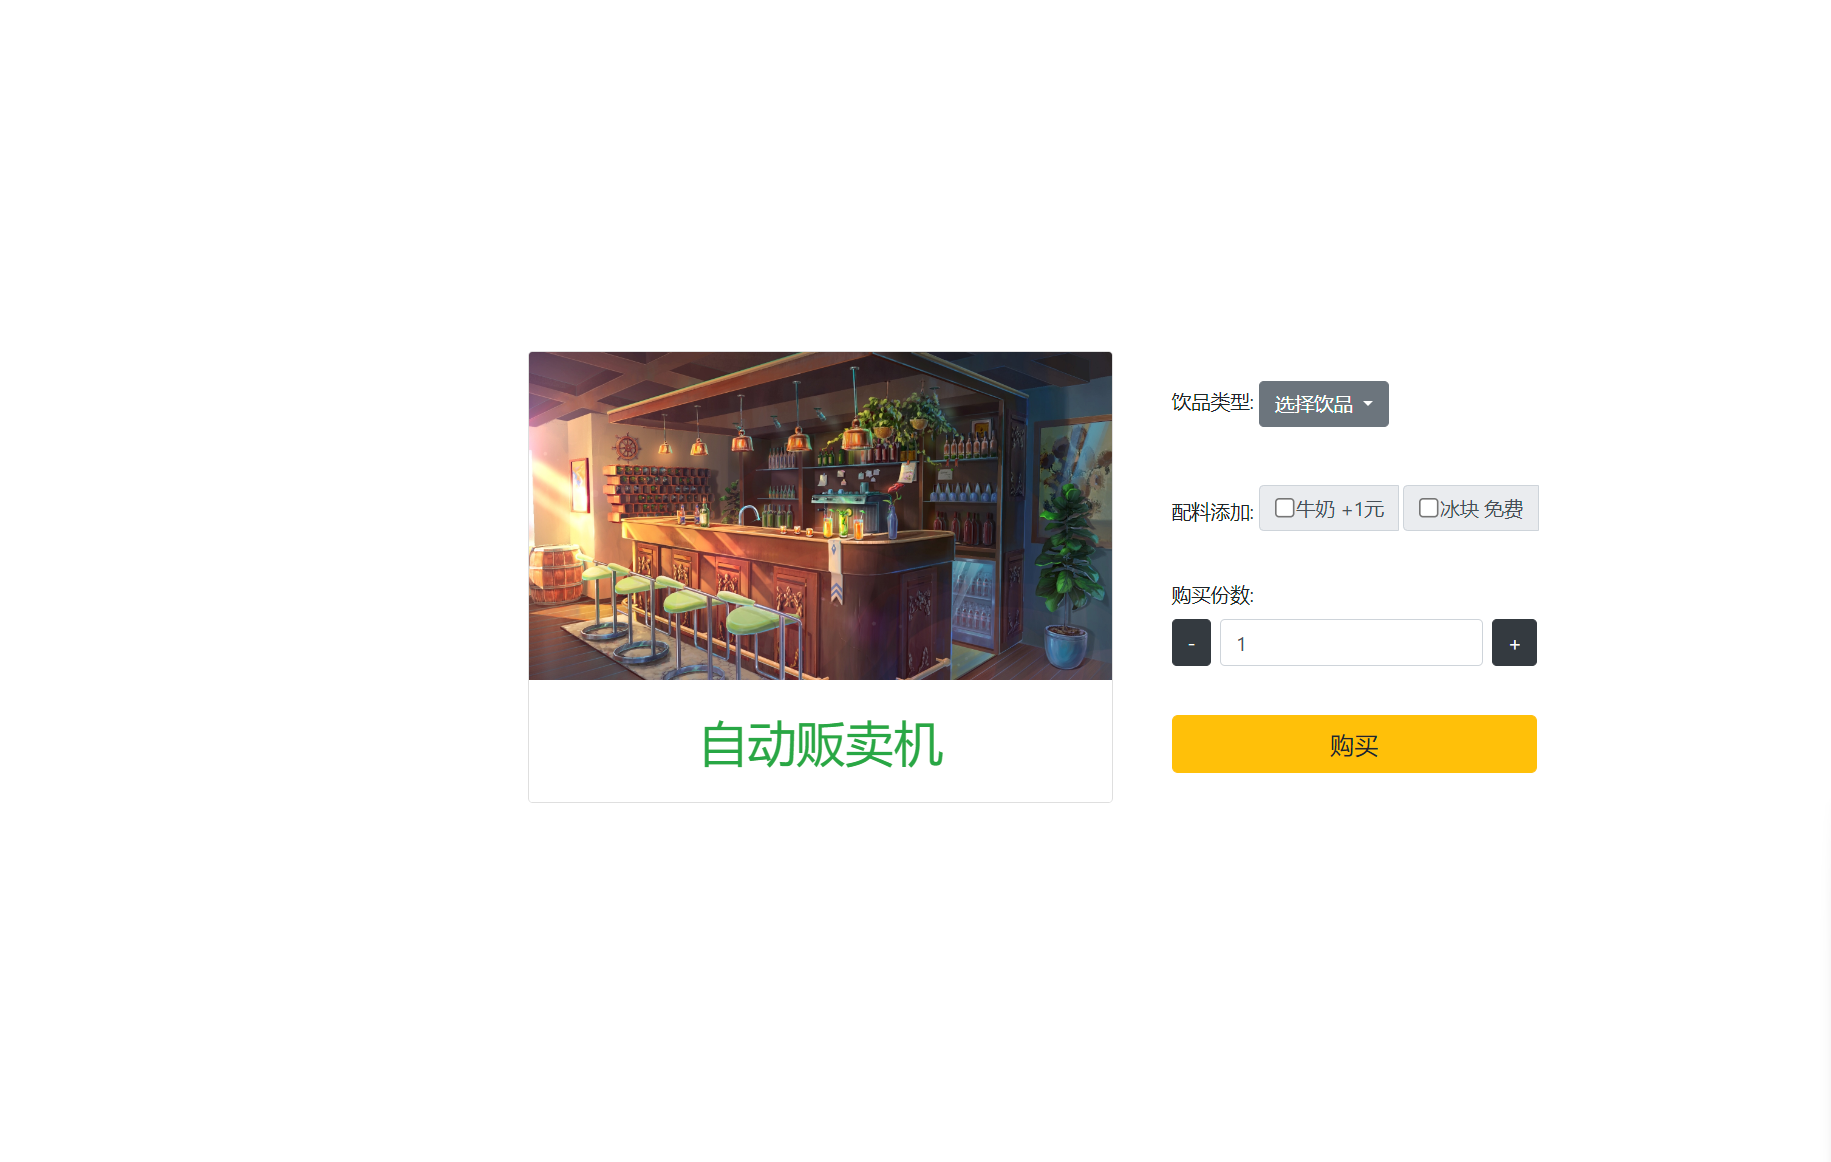 自动贩卖机
饮品类型: 选择饮品
配料添加: 牛奶 +1元 冰块 免费
购买份数:
- 1 +
购买